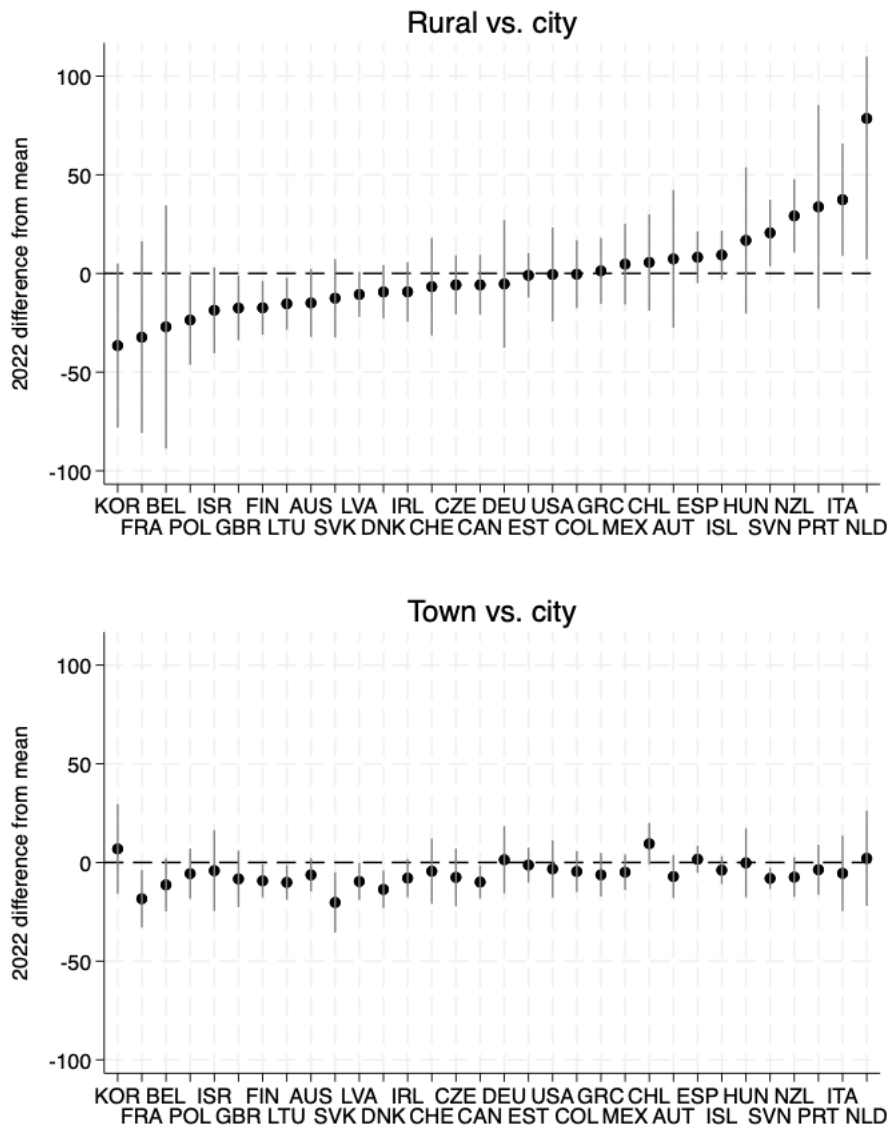 Rural vs. city
2022 difference from mean
100
50
0
-50
-100
KOR BEL ISR FIN AUS LVA IRL CZE DEU USA GRC CHL ESP HUN NZL ITA
FRA POL GBR LTU SVK DNK CHE CAN EST COL MEX AUT ISL SVN PRT NLD
Town vs. city
2022 difference from mean
100
50
0
-50
-100
KOR BEL ISR FIN AUS LVA IRL CZE DEU USA GRC CHL ESP HUN NZL ITA
FRA POL GBR LTU SVK DNK CHE CAN EST COL MEX AUT ISL SVN PRT NLD